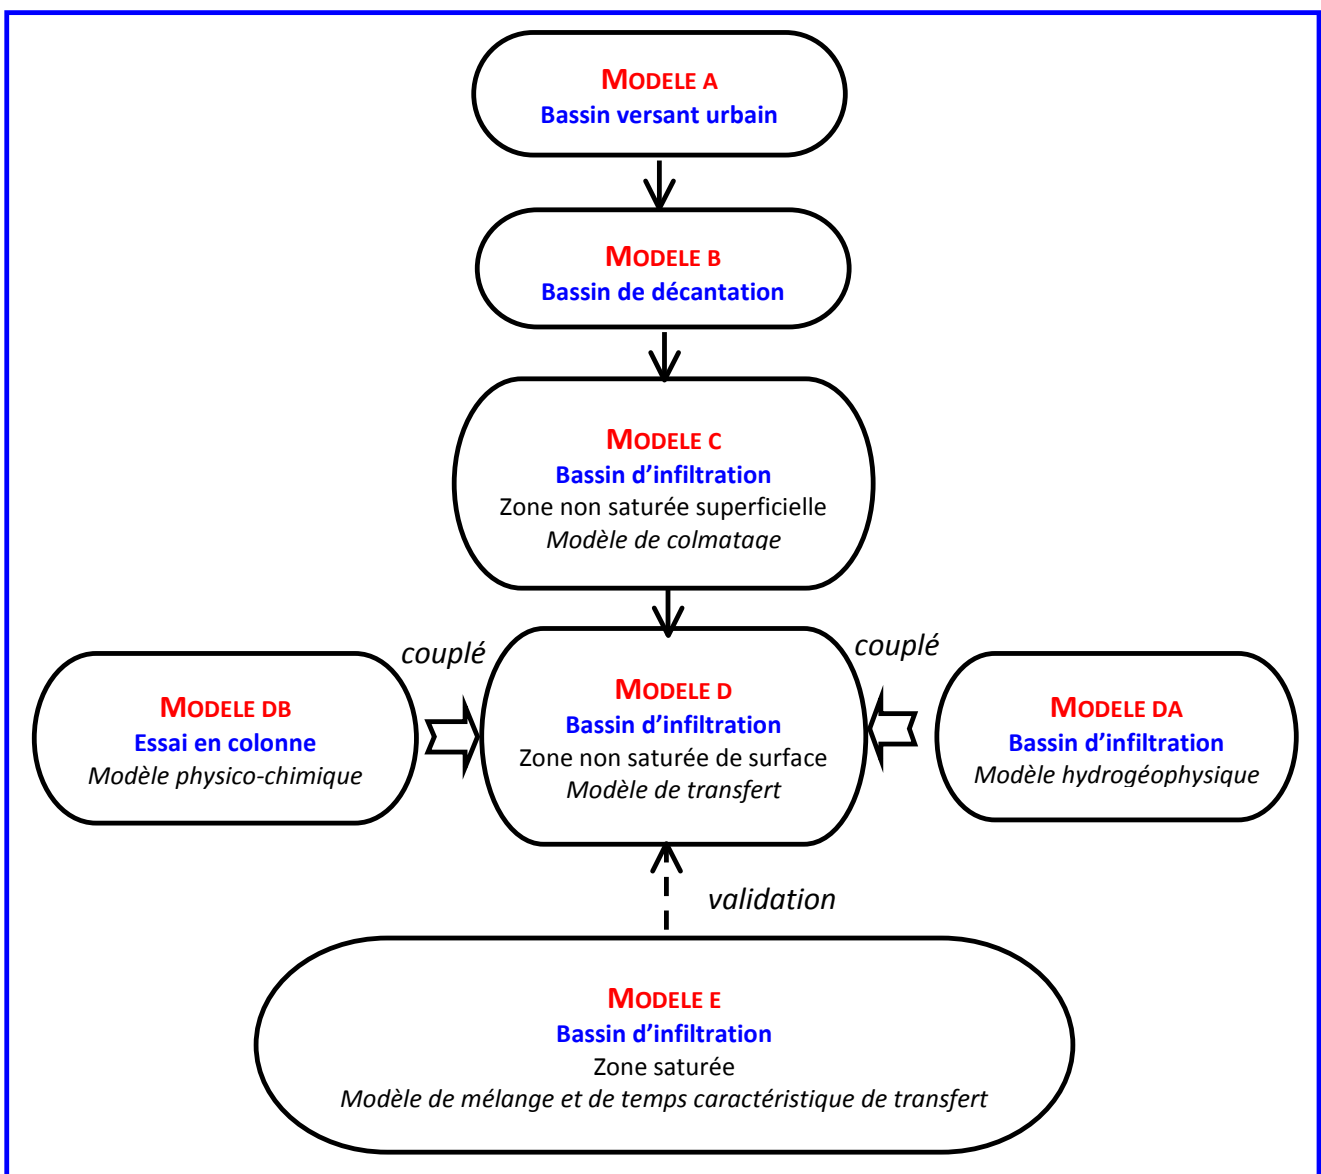 MODELE A
Bassin versant urbain
MODELE B
Bassin de décantation
MODELE C
Bassin d’infiltration
Zone non saturée superficielle
Modèle de colmatage
couplé
couplé
MODELE DB
Essai en colonne
Modèle physico-chimique
MODELE D
Bassin d’infiltration
Zone non saturée de surface
Modèle de transfert
MODELE DA
Bassin d’infiltration
Modèle hydrogéophysique
validation
MODELE E
Bassin d’infiltration
Zone saturée
Modèle de mélange et de temps caractéristique de transfert